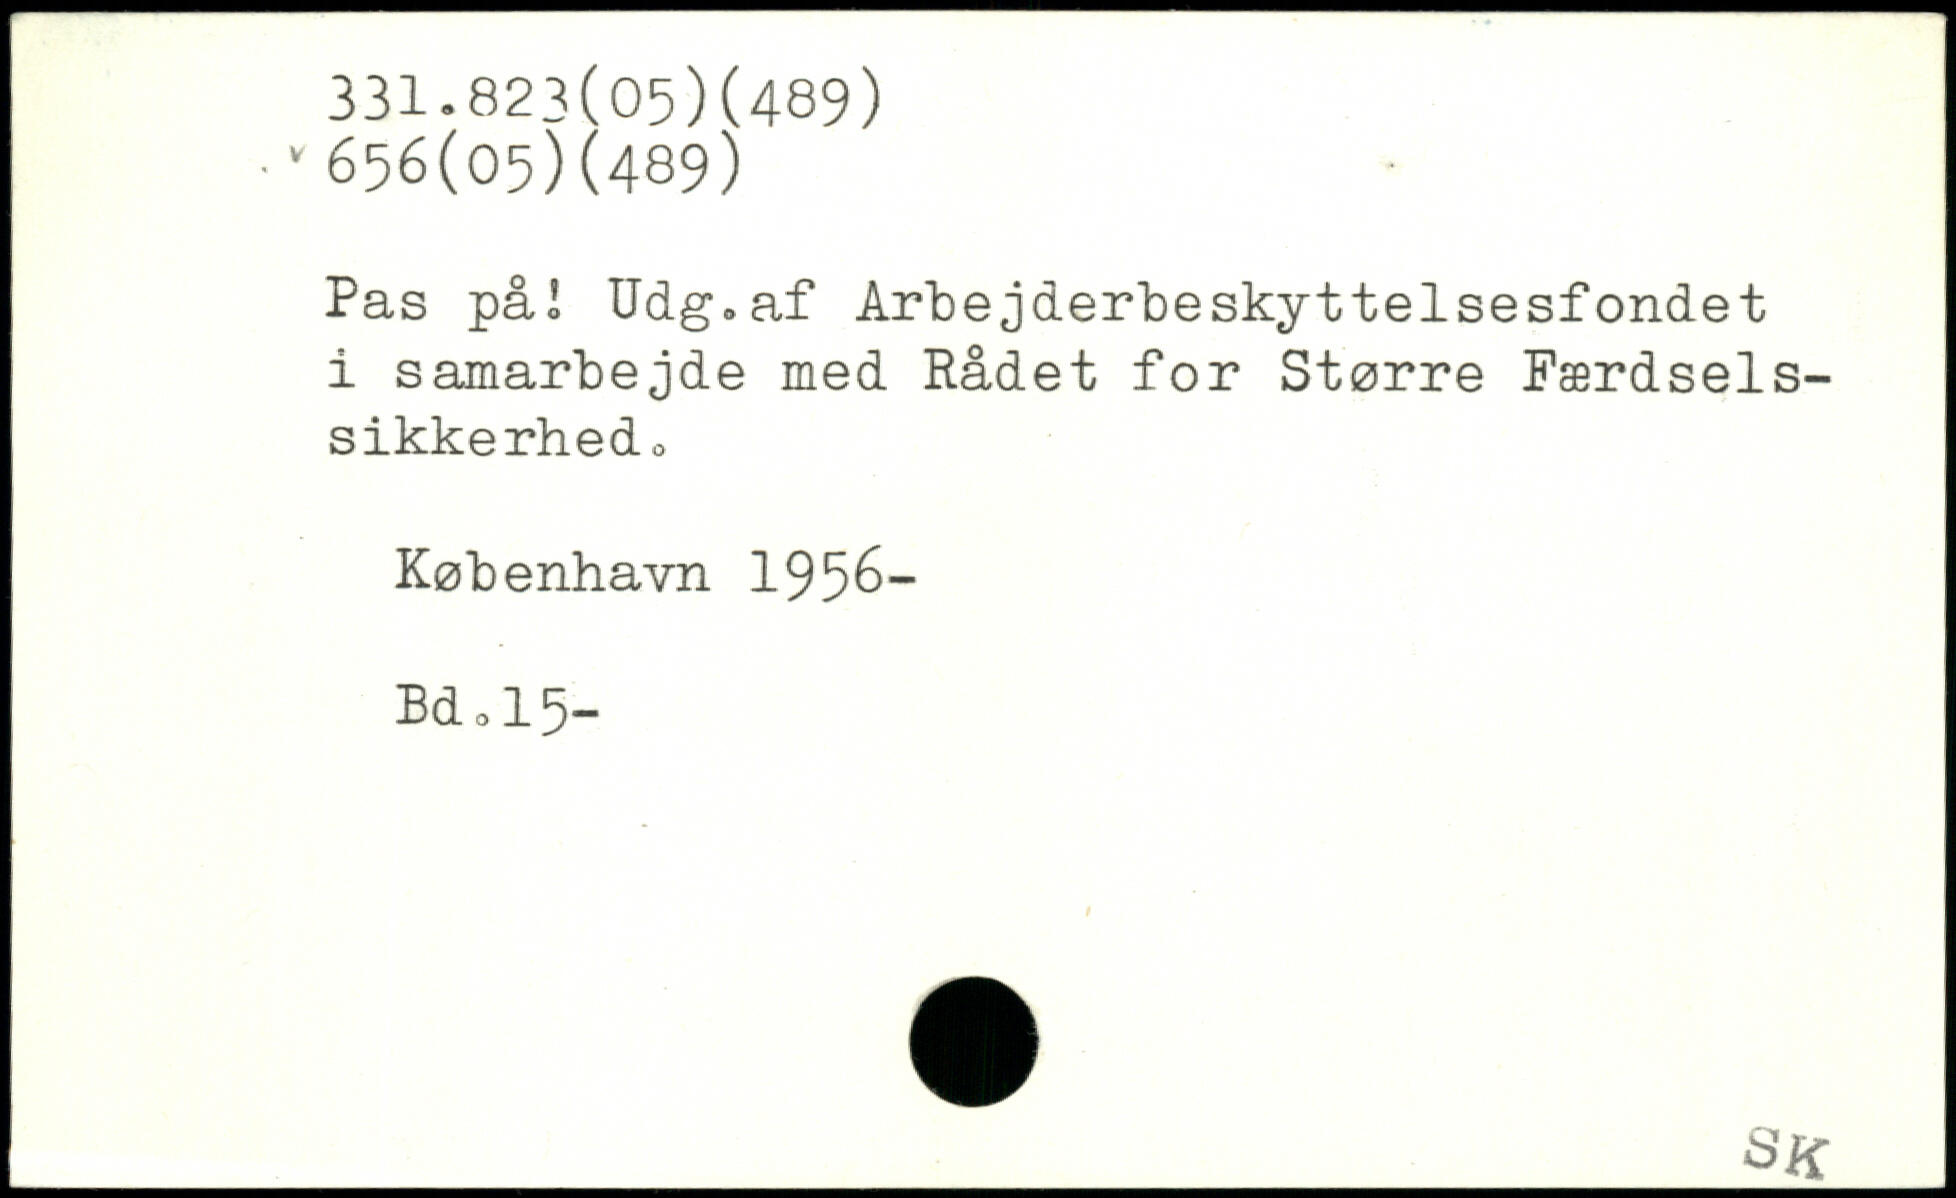 331.823(05)(489)
v 656(05)(489)
Pas på! Udg.af Arbejderbeskyttelsesfondet
i samarbejde med Rådet for Større Færdsels-
sikkerhed.
København 1956-
Bd.15-
SK